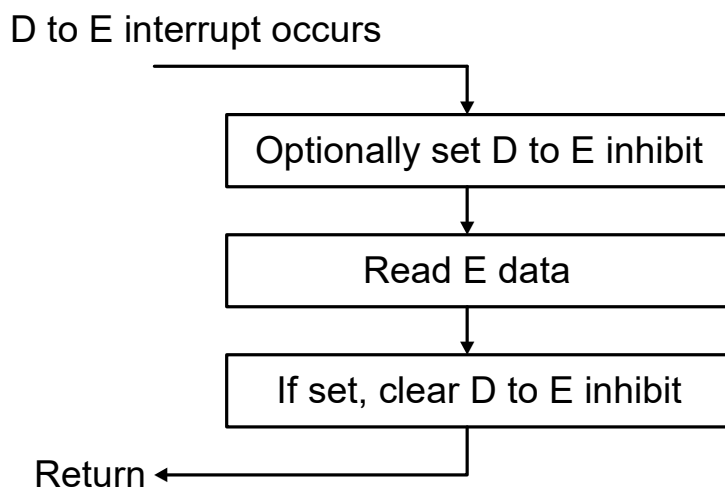 D to E interrupt occurs
Optionally set D to E inhibit
Read E data
If set, clear D to E inhibit
Return